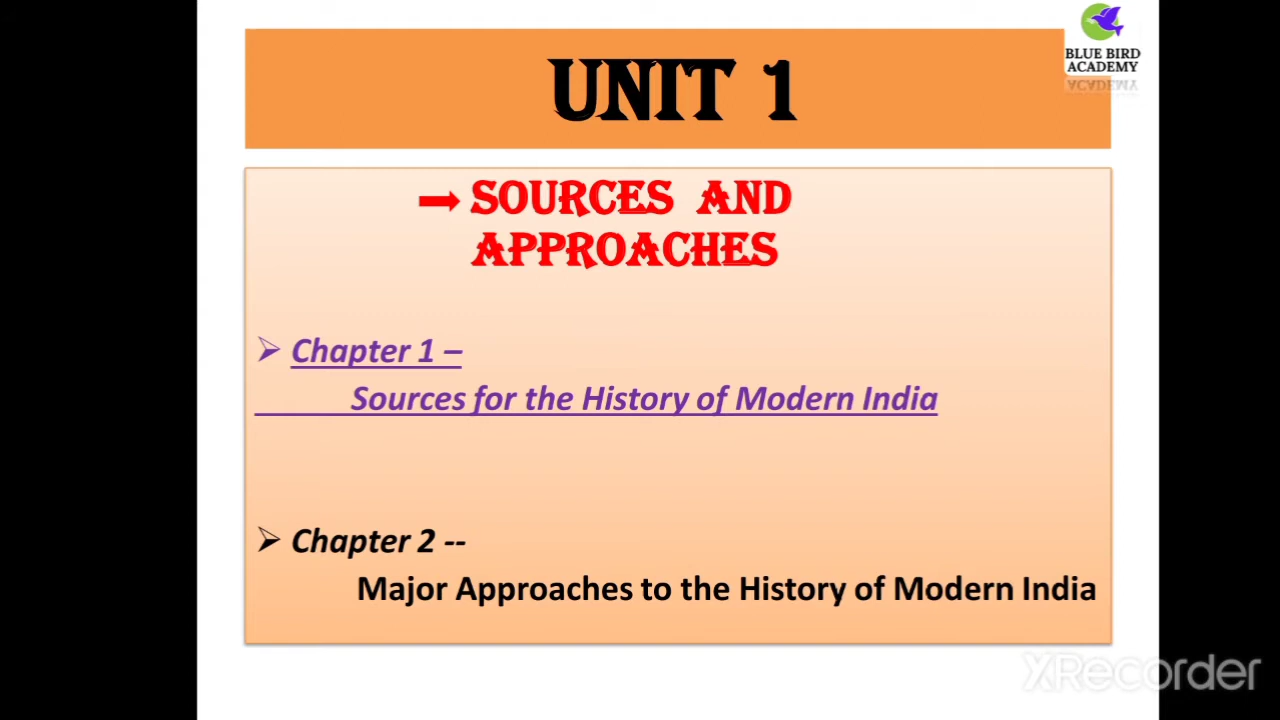 UNIT 1
BLUE BIRD
ACADEMY
➡ SOURCES AND
APPROACHES
➢ Chapter 1 –
Sources for the History of Modern India
➢ Chapter 2 --
Major Approaches to the History of Modern India
XRecorder